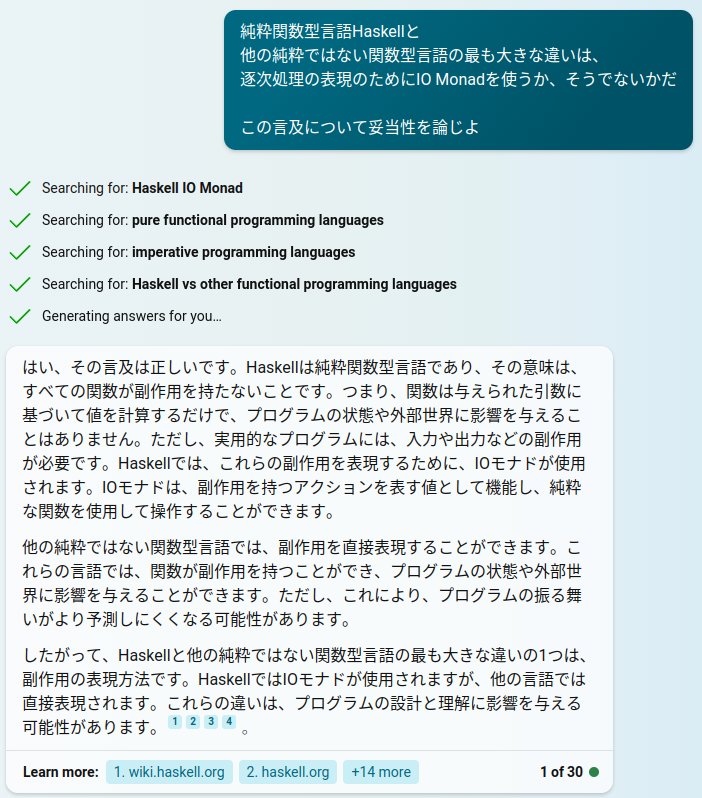 純粋関数型言語Haskellと
他の純粋ではない関数型言語の最も大きな違いは、
逐次処理の表現のためにIO Monadを使うか、そうでないかだ
この言及について妥当性を論じよ
Searching for: Haskell IO Monad
Searching for: pure functional programming languages
Searching for: imperative programming languages
Searching for: Haskell vs other functional programming languages
Generating answers for you…
はい、その言及は正しいです。Haskellは純粋関数型言語であり、その意味は、
すべての関数が副作用を持たないことです。つまり、関数は与えられた引数に
基づいて値を計算するだけで、プログラムの状態や外部世界に影響を与えるこ
とはありません。ただし、実用的なプログラムには、入力や出力などの副作用
が必要です。Haskellでは、これらの副作用を表現するために、IOモナドが使用
されます。IOモナドは、副作用を持つアクションを表す値として機能し、純粋
な関数を使用して操作することができます。
他の純粋ではない関数型言語では、副作用を直接表現することができます。こ
れらの言語では、関数が副作用を持つことができ、プログラムの状態や外部世
界に影響を与えることができます。ただし、これにより、プログラムの振る舞
いがより予測しにくくなる可能性があります。
したがって、Haskellと他の純粋ではない関数型言語の最も大きな違いの1つは、
副作用の表現方法です。HaskellではIOモナドが使用されますが、他の言語では
直接表現されます。これらの違いは、プログラムの設計と理解に影響を与える
可能性があります。 1 2 3 4 。
Learn more: 1. wiki.haskell.org 2. haskell.org +14 more 1 of 30